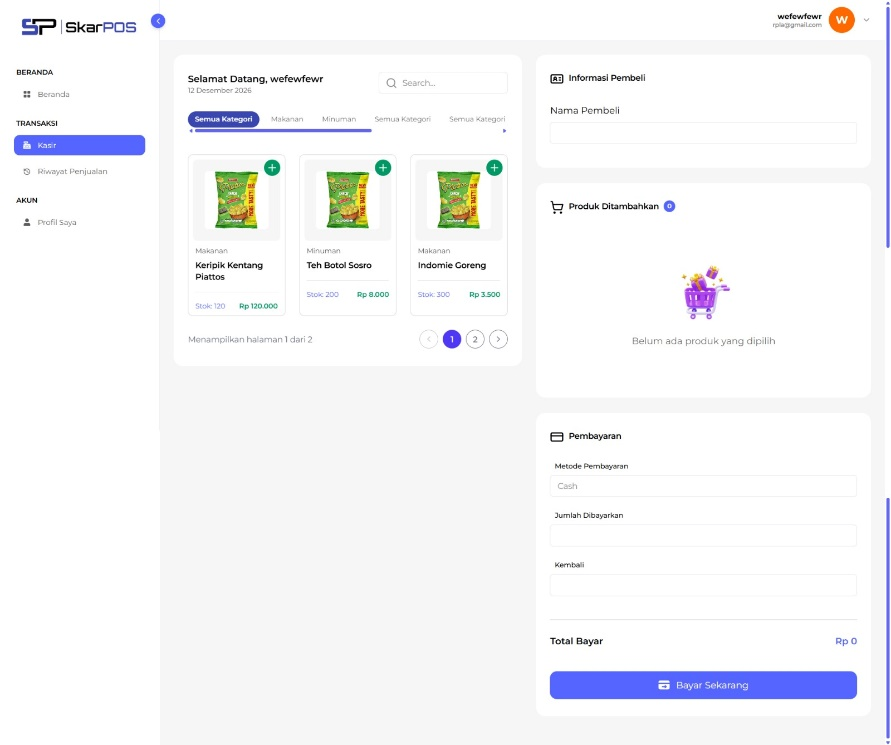 SP | SkarPOS
wefewfewr
rpla@gmail.com
W
BERANDA
Beranda
TRANSAKSI
Kasir
Riwayat Penjualan
AKUN
Profil Saya
Selamat Datang, wefewfewr
12 Desember 2026
Search...
Semua Kategori Makanan Minuman Semua Kategori Semua Kategori
Makanan
Keripik Kentang
Piattos
Stok: 120 Rp 120.000
Minuman
Teh Botol Sosro
Stok: 200 Rp 8.000
Makanan
Indomie Goreng
Stok: 300 Rp 3.500
Menampilkan halaman 1 dari 2
1 2
Informasi Pembeli
Nama Pembeli
Produk Ditambahkan 0
Belum ada produk yang dipilih
Pembayaran
Metode Pembayaran
Cash
Jumlah Dibayarkan
Kembali
Total Bayar Rp 0
Bayar Sekarang